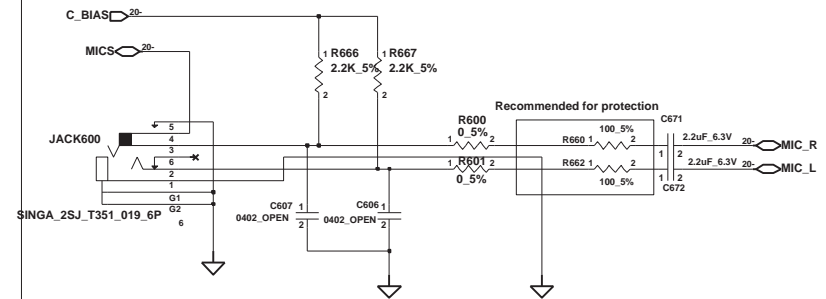 C_BIAS 20-
MICS 20-
1 R666 1 R667
2.2K_5% 2.2K_5%
2 2
Recommended for protection
JACK600
5
4
3
6
2
1
G1
G2
6
SINGA_2SJ_T351_019_6P
R600
0_5%
1 2
R601
1 2
0_5%
100_5%
R660 1 2
R662 1 2
100_5%
C671
2.2uF_6.3V
1 2
20- MIC_R
2.2uF_6.3V
1 2
C672
20- MIC_L
C607 1
0402_OPEN
2
C606 1
0402_OPEN
2